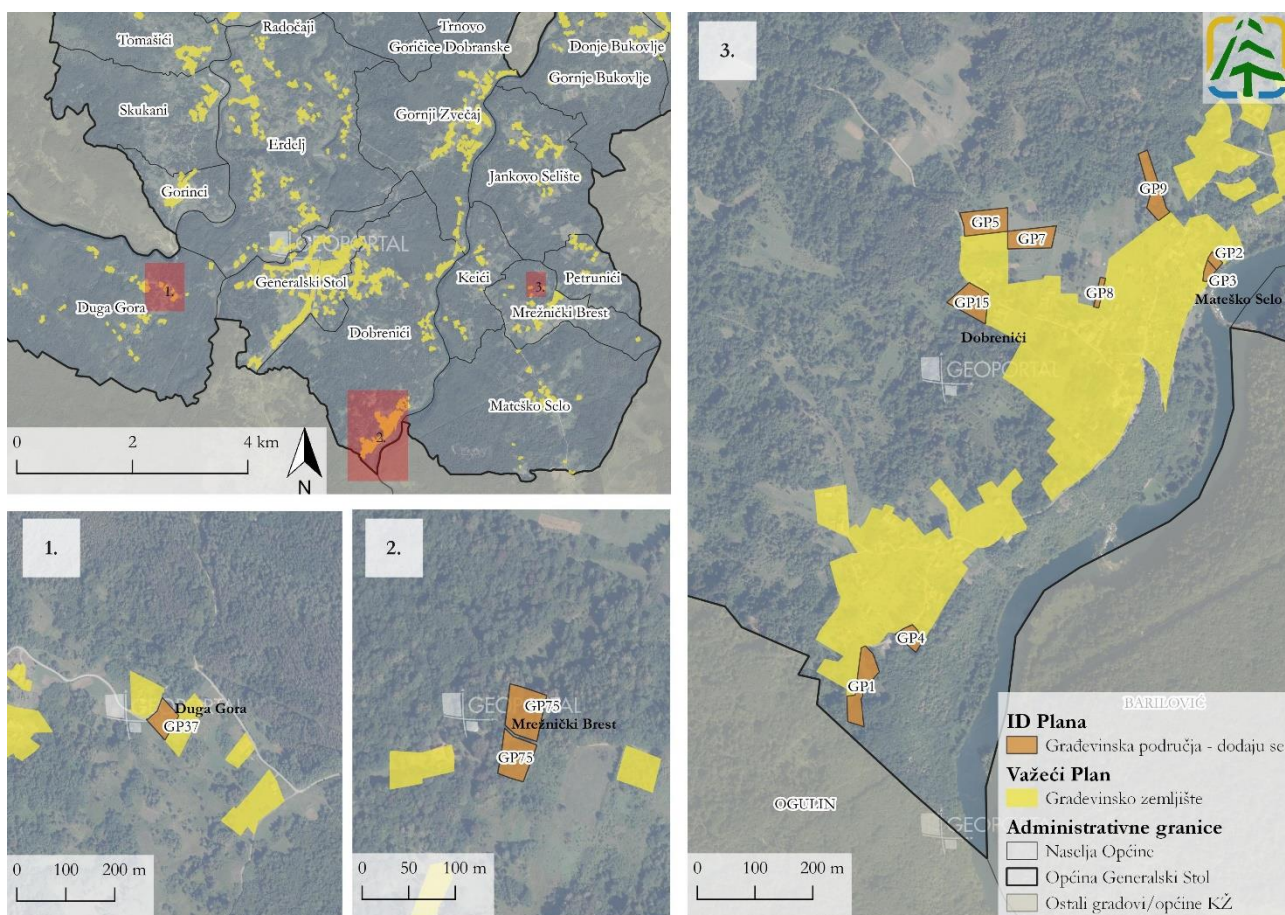 Tomašići
Radočaji
Trnovo
Goričice Dobranske
Donje Bukovlje
Gornje Bukovlje
Skukani
Gornji Zvečaj
Erdelj
Jankovo Selište
Gorinci
GEOPORTAL
Generalski Stol
Keići
Petrunići
1.
3.
Duga Gora
Mrežnički Brest
Dobrenići
Mateško Selo
2.
0 2 4 km
N
1.
GEOPORTAL
Duga Gora
GP37
0 100 200 m
2.
GEOPORTAL
GP75
Mrežnički Brest
GP75
0 50 100 m
3.
GP9
GP5
GP7
GP2
GP3
GP8
Mateško Selo
GP15
Dobrenići
GEOPORTAL
GP4
GP1
BARILOVIĆ
OGULIN
GEOPORTAL
ID Plana
Građevinska područja - dodaju se
Važeći Plan
Građevinsko zemljište
Administrativne granice
Naselja Općine
Općina Generalski Stol
Ostali gradovi/općine KŽ
0 100 200 m